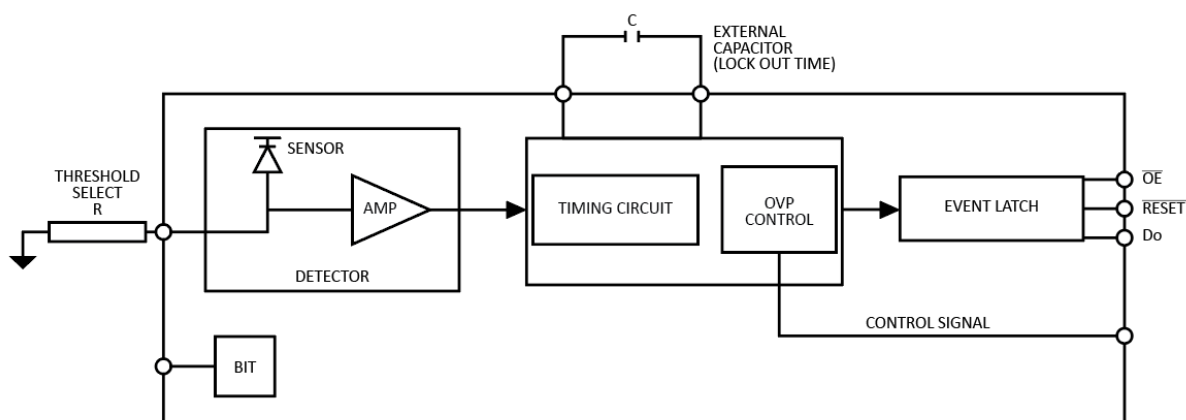 C
EXTERNAL
CAPACITOR
(LOCK OUT TIME)
SENSOR
THRESHOLD
SELECT
R
AMP
DETECTOR
TIMING CIRCUIT
OVP
CONTROL
EVENT LATCH
OE
RESET
Do
CONTROL SIGNAL
BIT